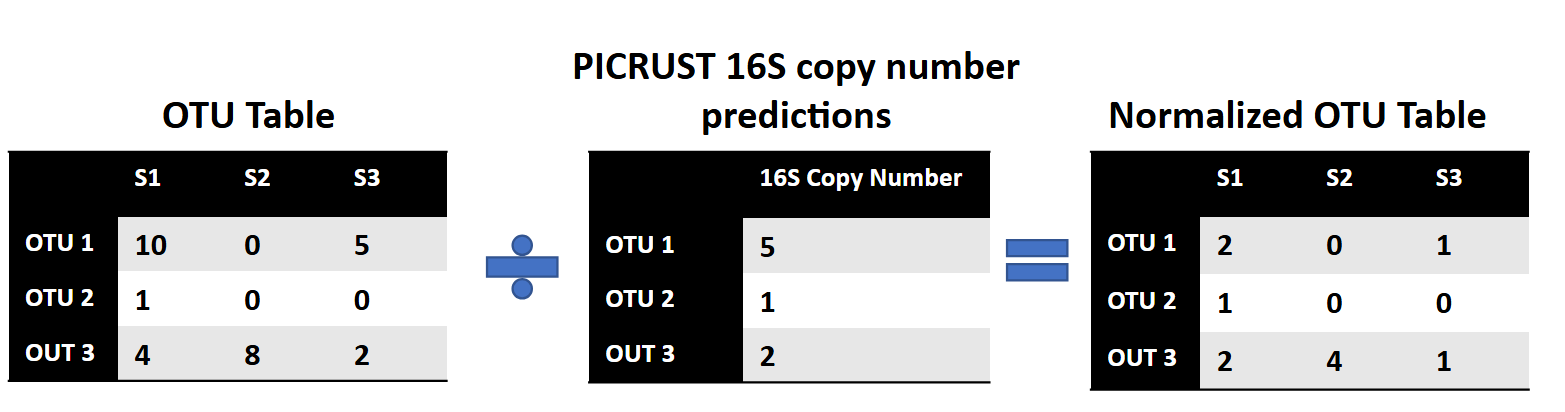 PICRUST 16S copy number
predictions
OTU Table
Normalized OTU Table
S1 S2 S3
OTU 1 10 0 5
OTU 2 1 0 0
OUT 3 4 8 2
16S Copy Number
OTU 1 5
OTU 2 1
OUT 3 2
S1 S2 S3
OTU 1 2 0 1
OTU 2 1 0 0
OUT 3 2 4 1